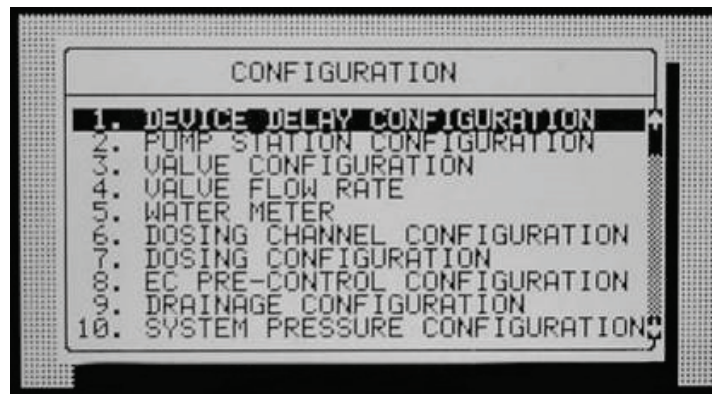 CONFIGURATION
1. DEVICE DELAY CONFIGURATION
2. PUMP STATION CONFIGURATION
3. VALVE CONFIGURATION
4. VALVE FLOW RATE
5. WATER METER
6. DOSING CHANNEL CONFIGURATION
7. DOSING CONFIGURATION
8. EC PRE-CONTROL CONFIGURATION
9. DRAINAGE CONFIGURATION
10. SYSTEM PRESSURE CONFIGURATION